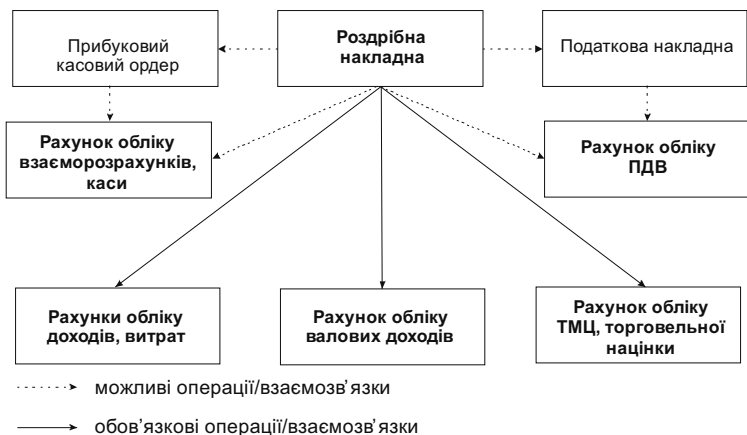 Прибуковий
касовий ордер
Роздрібна
накладна
Податкова накладна
Рахунок обліку
взаєморозрахунків,
каси
Рахунок обліку
ПДВ
Рахунки обліку
доходів, витрат
Рахунок обліку
валових доходів
Рахунок обліку
ТМЦ, торговельної
націнки
можливі операції/взаємозв’язки
обов’язкові операції/взаємозв’язки